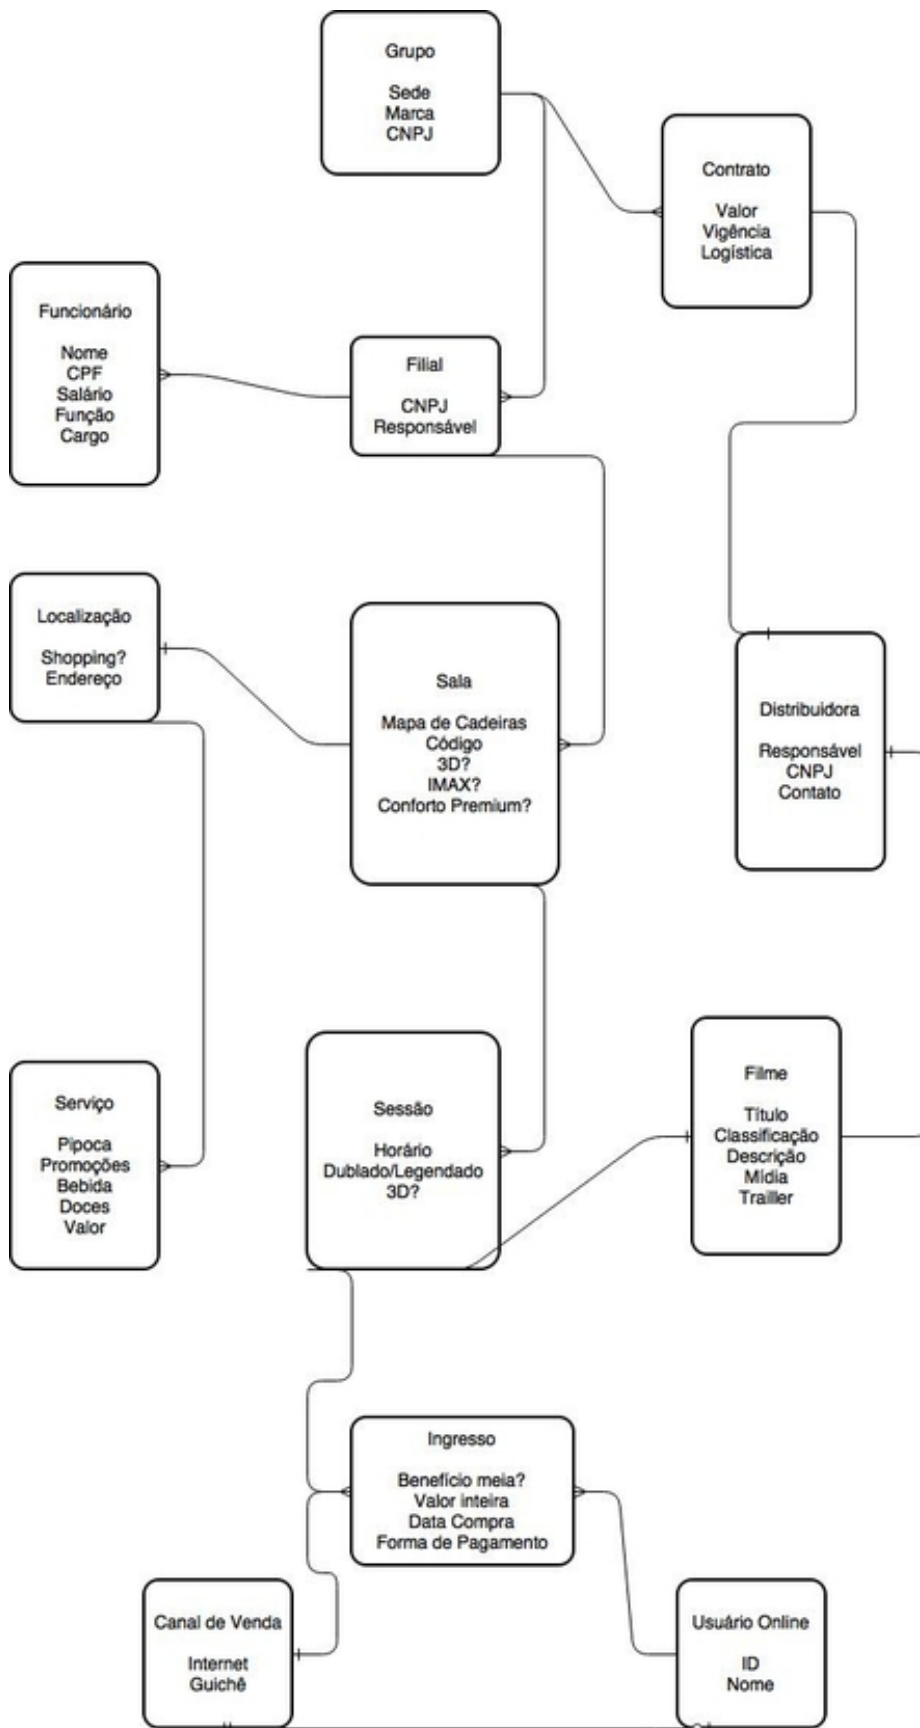 Grupo
Sede
Marca
CNPJ
Contrato
Valor
Vigência
Logística
Funcionário
Nome
CPF
Salário
Função
Cargo
Filial
CNPJ
Responsável
Localização
Shopping?
Endereço
Sala
Mapa de Cadeiras
Código
3D?
IMAX?
Conforto Premium?
Distribuidora
Responsável
CNPJ
Contato
Serviço
Pipoca
Promoções
Bebida
Doces
Valor
Sessão
Horário
Dublado/Legendado
3D?
Filme
Título
Classificação
Descrição
Mídia
Trailler
Ingresso
Benefício meia?
Valor inteira
Data Compra
Forma de Pagamento
Canal de Venda
Internet
Guichê
Usuário Online
ID
Nome